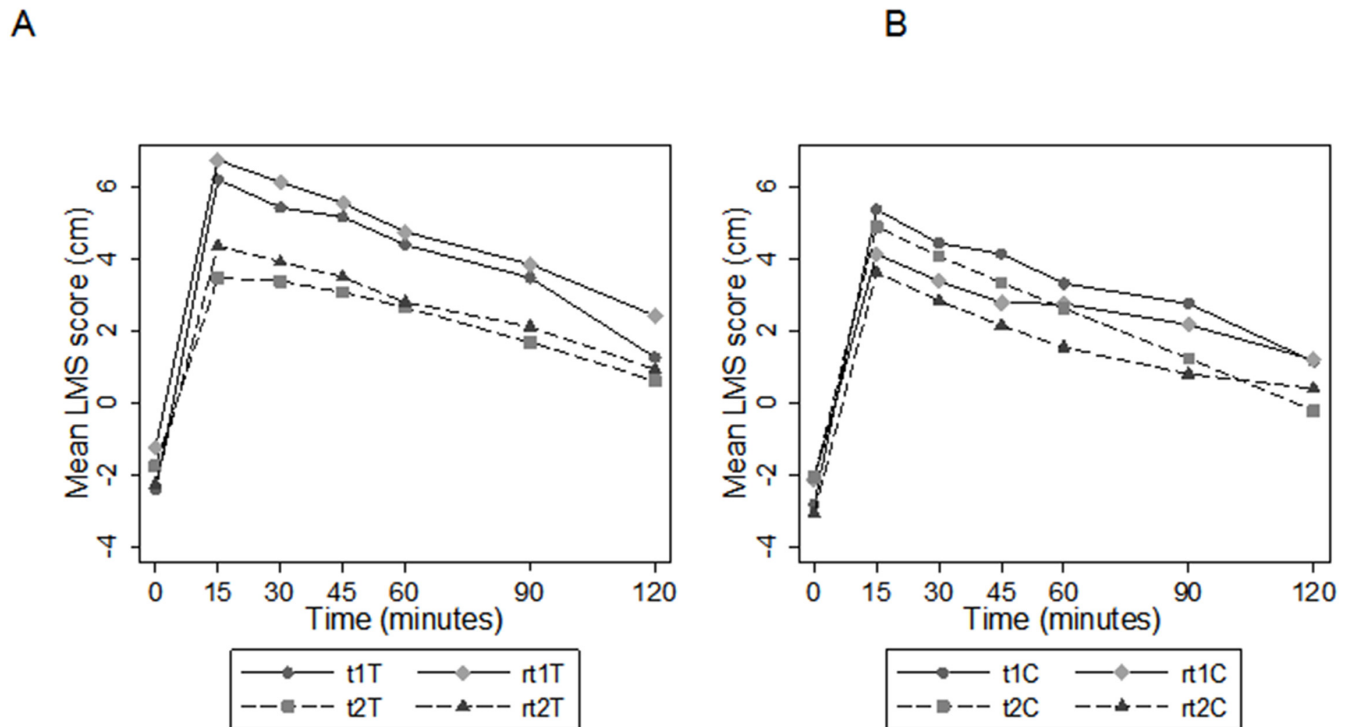 A
B
Mean LMS score (cm)
6
4
2
0
-2
-4
0 15 30 45 60 90 120
Time (minutes)
t1T rt1T
t2T rt2T
Mean LMS score (cm)
6
4
2
0
-2
-4
0 15 30 45 60 90 120
Time (minutes)
t1C rt1C
t2C rt2C